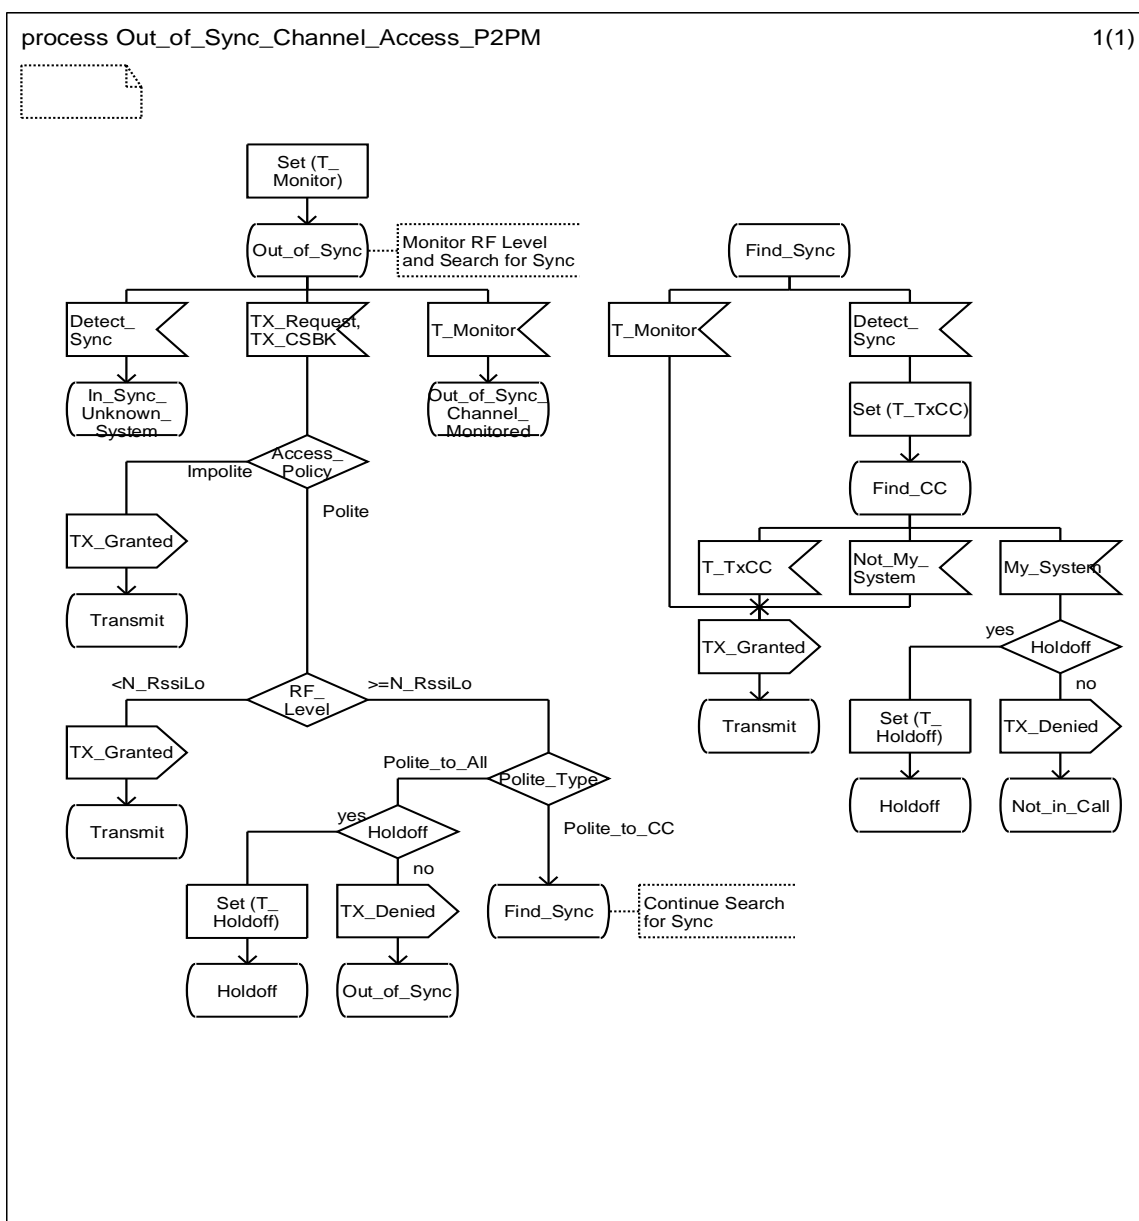 process Out_of_Sync_Channel_Access_P2PM
1(1)
Set (T_
Monitor)
Out_of_Sync
Monitor RF Level
and Search for Sync
Detect_
Sync
TX_Request,
TX_CSBK
T_Monitor
In_Sync_
Unknown_
System
Out_of_Sync_
Channel_
Monitored
Access_
Policy
Impolite
Polite
TX_Granted
Transmit
RF_
Level
<N_RssiLo
>=N_RssiLo
TX_Granted
Transmit
Polite_Type
Polite_to_All
Polite_to_CC
Holdoff
yes
no
Set (T_
Holdoff)
TX_Denied
Find_Sync
Continue Search
for Sync
Holdoff
Out_of_Sync
Find_Sync
T_Monitor
Detect_
Sync
Set (T_TxCC)
Find_CC
T_TxCC
Not_My_
System
My_System
TX_Granted
Transmit
Holdoff
yes
no
Set (T_
Holdoff)
TX_Denied
Holdoff
Not_in_Call